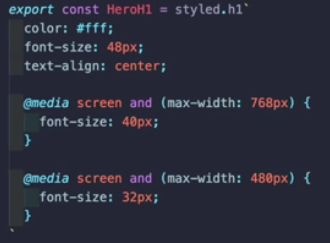 export const HeroH1 = styled.h1`
  color: #fff;
  font-size: 48px;
  text-align: center;

  @media screen and (max-width: 768px) {
    font-size: 40px;
  }

  @media screen and (max-width: 480px) {
    font-size: 32px;
  }
`